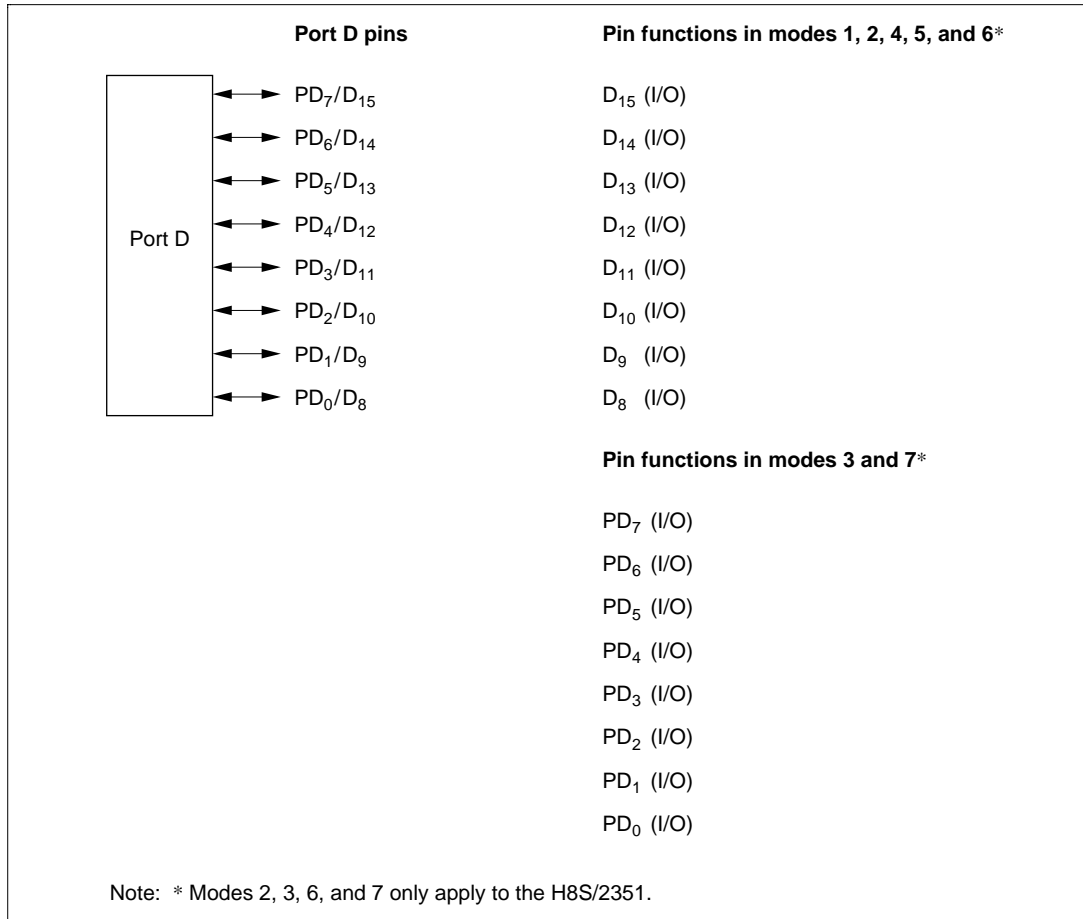 Port D pins Pin functions in modes 1, 2, 4, 5, and 6*
PD7/D15 D15 (I/O)
PD6/D14 D14 (I/O)
PD5/D13 D13 (I/O)
PD4/D12 D12 (I/O)
Port D
PD3/D11 D11 (I/O)
PD2/D10 D10 (I/O)
PD1/D9 D9 (I/O)
PD0/D8 D8 (I/O)
Pin functions in modes 3 and 7*
PD7 (I/O)
PD6 (I/O)
PD5 (I/O)
PD4 (I/O)
PD3 (I/O)
PD2 (I/O)
PD1 (I/O)
PD0 (I/O)
Note: * Modes 2, 3, 6, and 7 only apply to the H8S/2351.